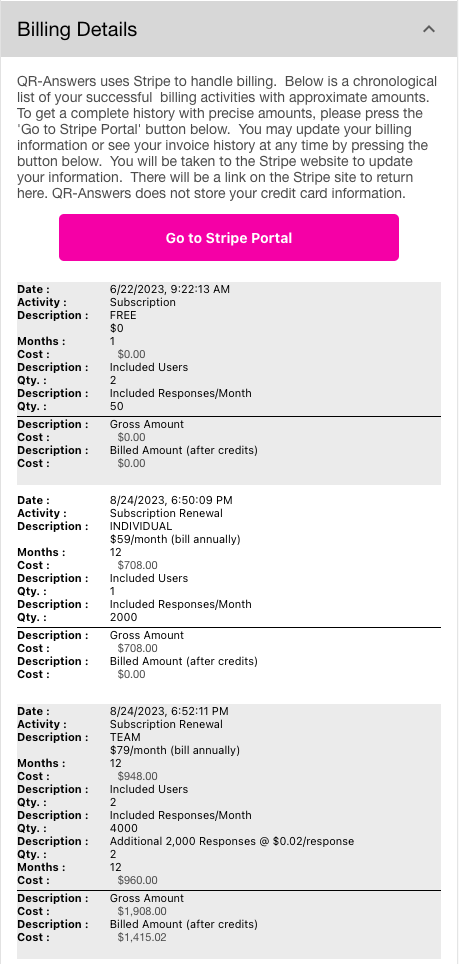 Billing Details
QR-Answers uses Stripe to handle billing.  Below is a chronological
list of your successful  billing activities with approximate amounts.
To get a complete history with precise amounts, please press the
'Go to Stripe Portal' button below.  You may update your billing
information or see your invoice history at any time by pressing the
button below.  You will be taken to the Stripe website to update
your information.  There will be a link on the Stripe site to return
here. QR-Answers does not store your credit card information.
Go to Stripe Portal
Date : 6/22/2023, 9:22:13 AM
Activity : Subscription
Description : FREE
$0
Months : 1
Cost : $0.00
Description : Included Users
Qty. : 2
Description : Included Responses/Month
Qty. : 50
Description : Gross Amount
Cost : $0.00
Description : Billed Amount (after credits)
Cost : $0.00
Date : 8/24/2023, 6:50:09 PM
Activity : Subscription Renewal
Description : INDIVIDUAL
$59/month (bill annually)
Months : 12
Cost : $708.00
Description : Included Users
Qty. : 1
Description : Included Responses/Month
Qty. : 2000
Description : Gross Amount
Cost : $708.00
Description : Billed Amount (after credits)
Cost : $0.00
Date : 8/24/2023, 6:52:11 PM
Activity : Subscription Renewal
Description : TEAM
$79/month (bill annually)
Months : 12
Cost : $948.00
Description : Included Users
Qty. : 2
Description : Included Responses/Month
Qty. : 4000
Description : Additional 2,000 Responses @ $0.02/response
Qty. : 2
Months : 12
Cost : $960.00
Description : Gross Amount
Cost : $1,908.00
Description : Billed Amount (after credits)
Cost : $1,415.02